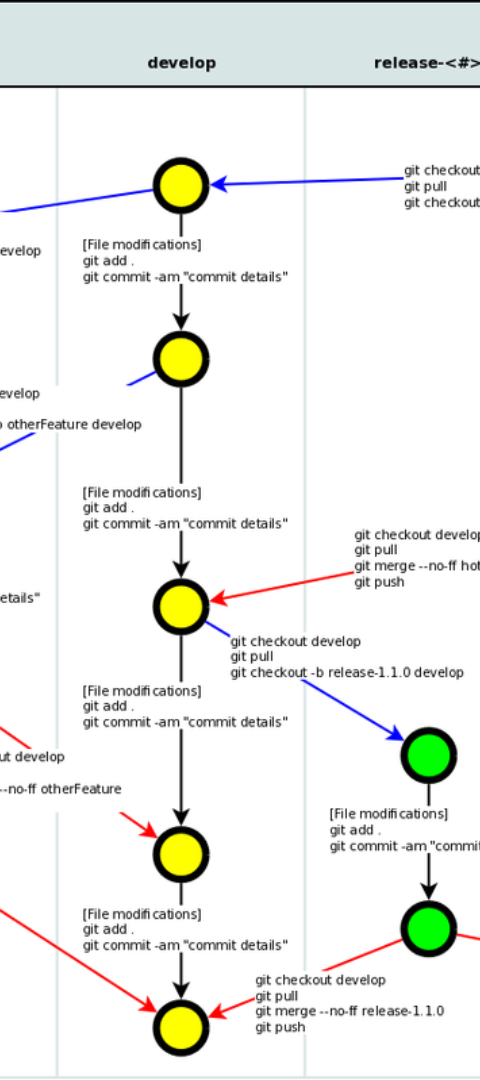 develop
release-<#>
git checkout
git pull
git checkout
[File modifications]
git add .
git commit -am "commit details"
evelop
evelop
otherFeature develop
[File modifications]
git add .
git commit -am "commit details"
git checkout develop
git pull
git merge --no-ff hot
git push
etails"
git checkout develop
git pull
git checkout -b release-1.1.0 develop
[File modifications]
git add .
git commit -am "commit details"
ut develop
--no-ff otherFeature
[File modifications]
git add .
git commit -am "commit
[File modifications]
git add .
git commit -am "commit details"
git checkout develop
git pull
git merge --no-ff release-1.1.0
git push